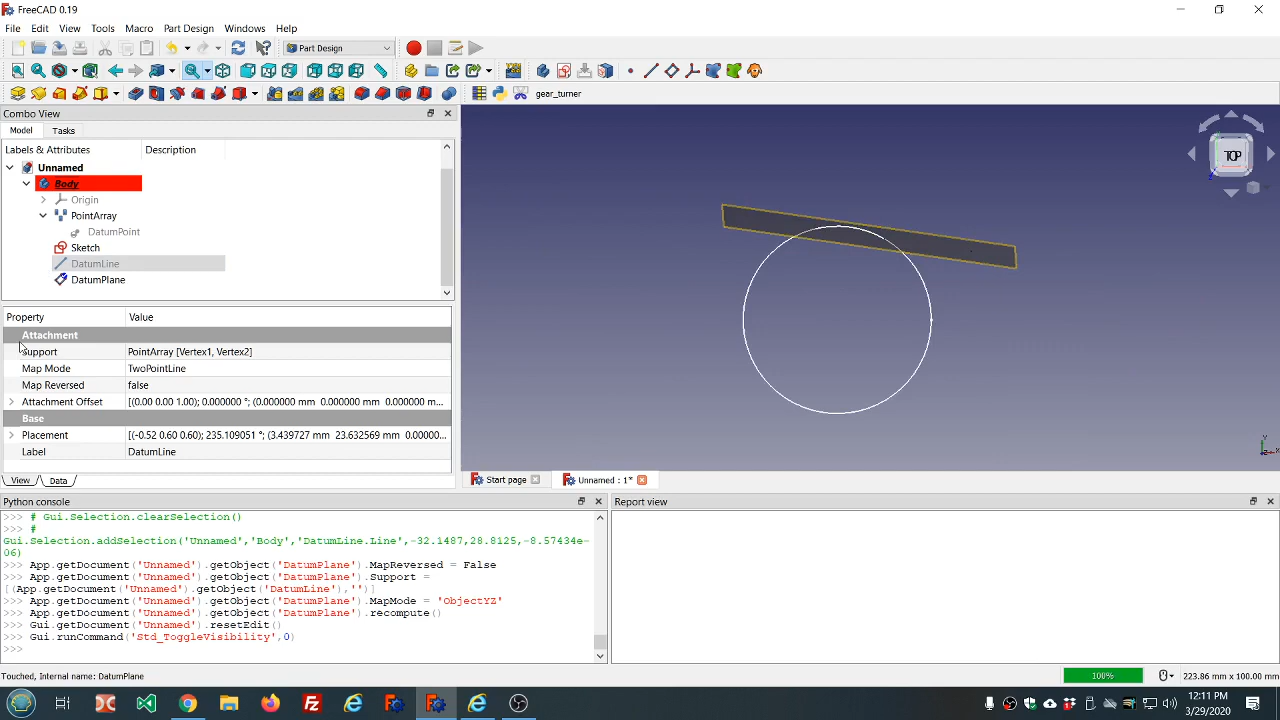 FreeCAD 0.19
File Edit View Tools Macro Part Design Windows Help
Part Design
gear_turner
Combo View
Model Tasks
Labels & Attributes Description
Unnamed
Body
Origin
PointArray
DatumPoint
Sketch
DatumLine
DatumPlane
Property Value
Attachment
Support PointArray [Vertex1, Vertex2]
Map Mode TwoPointLine
Map Reversed false
Attachment Offset [(0.00 0.00 1.00); 0.000000 °; (0.000000 mm 0.000000 mm 0.000000 m...
Base
Placement [(-0.52 0.60 0.60); 235.109051 °; (3.439727 mm 23.632569 mm 0.0000...
Label DatumLine
View Data
TOP
Start page Unnamed : 1*
Python console
>>> # Gui.Selection.clearSelection()
>>> #
Gui.Selection.addSelection('Unnamed','Body','DatumLine.Line',-32.1487,28.8125,-8.57434e-
06)
>>> App.getDocument('Unnamed').getObject('DatumPlane').MapReversed = False
>>> App.getDocument('Unnamed').getObject('DatumPlane').Support =
[(App.getDocument('Unnamed').getObject('DatumLine'),'')]
>>> App.getDocument('Unnamed').getObject('DatumPlane').MapMode = 'ObjectYZ'
>>> App.getDocument('Unnamed').getObject('DatumPlane').recompute()
>>> Gui.getDocument('Unnamed').resetEdit()
>>> Gui.runCommand('Std_ToggleVisibility',0)
>>>
Report view
Touched, Internal name: DatumPlane
100%
223.86 mm x 100.00 mm
12:11 PM
3/29/2020